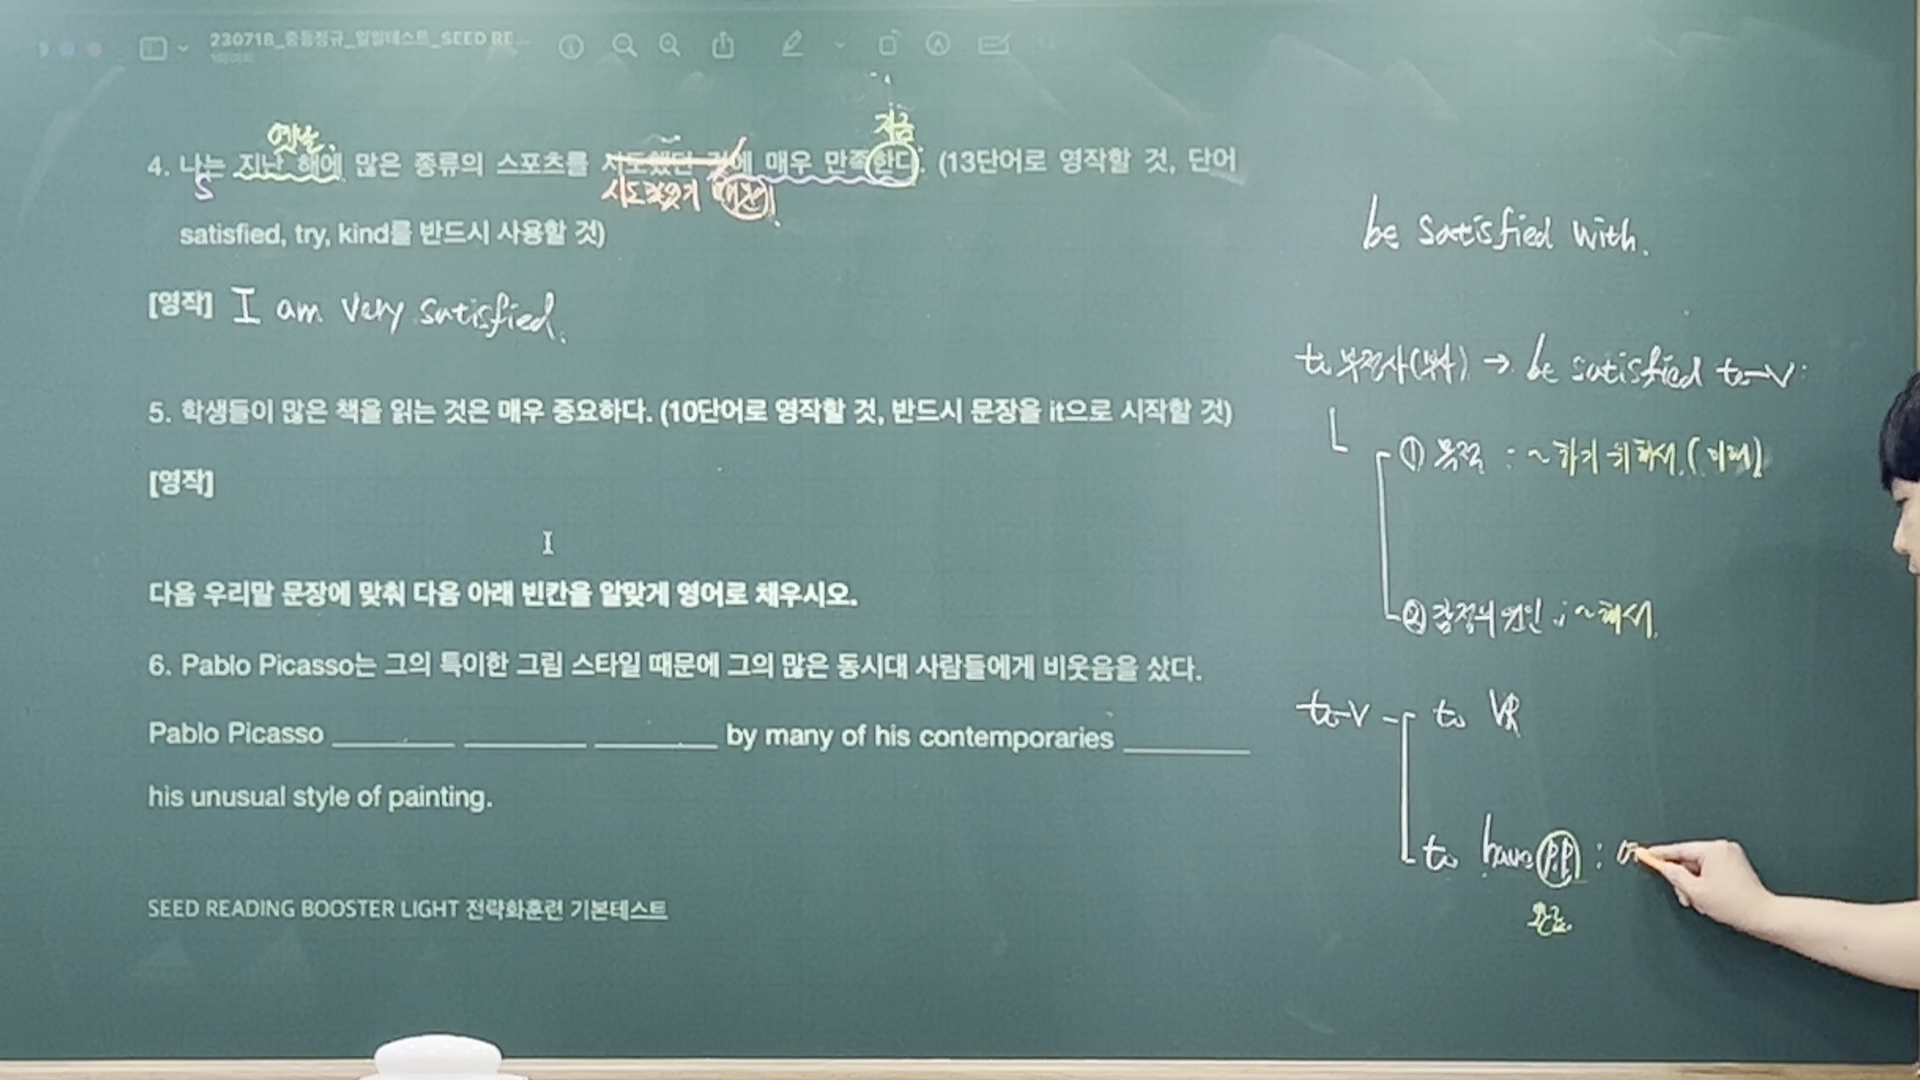 230718_중등정규_일일테스트_SEED RE...
옛날.
지금
4. 나는 지난 해에 많은 종류의 스포츠를 시도했던 것에 매우 만족한다. (13단어로 영작할 것, 단어
S
시도했었기 때문
satisfied, try, kind를 반드시 사용할 것)
[영작] I am very satisfied.
5. 학생들이 많은 책을 읽는 것은 매우 중요하다. (10단어로 영작할 것, 반드시 문장을 it으로 시작할 것)
[영작]
다음 우리말 문장에 맞춰 다음 아래 빈칸을 알맞게 영어로 채우시오.
6. Pablo Picasso는 그의 특이한 그림 스타일 때문에 그의 많은 동시대 사람들에게 비웃음을 샀다.
Pablo Picasso ________ ________ ________ by many of his contemporaries ________
his unusual style of painting.
SEED READING BOOSTER LIGHT 전략화훈련 기본테스트
be satisfied with.
to 부정사(부사) → be satisfied to-V:
① 목적 : ~하기 위해서. (미래)
② 감정의 원인 : ~해서.
to-V to VR
to have P.P :
완료.